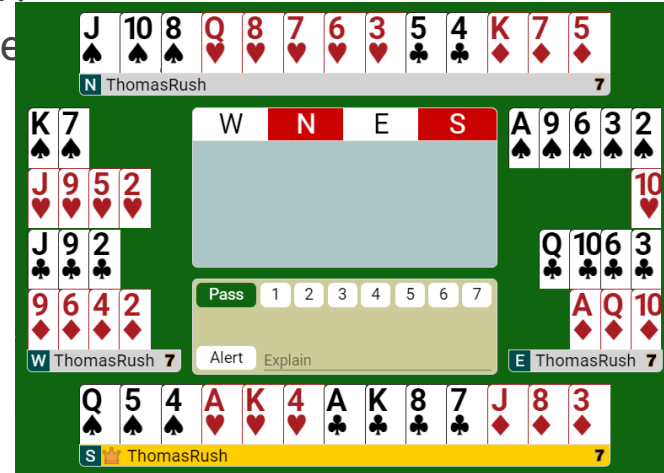 e
J 10 8 Q 8 7 6 3 5 4 K 7 5
N ThomasRush 7
K 7
J 9 5 2
J 9 2
9 6 4 2
W ThomasRush 7
W N E S
Pass 1 2 3 4 5 6 7
Alert Explain
A 9 6 3 2
10
Q 10 6 3
A Q 10
E ThomasRush 7
Q 5 4 A K 4 A K 8 7 J 8 3
S ThomasRush 7